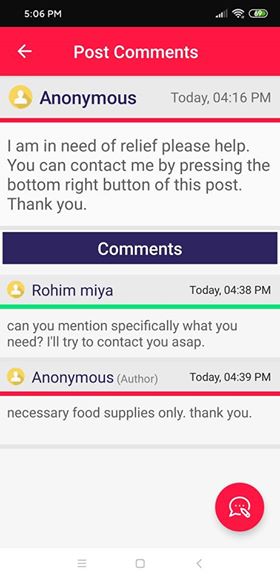 5:06 PM
69
Post Comments
Anonymous Today, 04:16 PM
I am in need of relief please help.
You can contact me by pressing the
bottom right button of this post.
Thank you.
Comments
Rohim miya Today, 04:38 PM
can you mention specifically what you
need? I'll try to contact you asap.
Anonymous (Author) Today, 04:39 PM
necessary food supplies only. thank you.